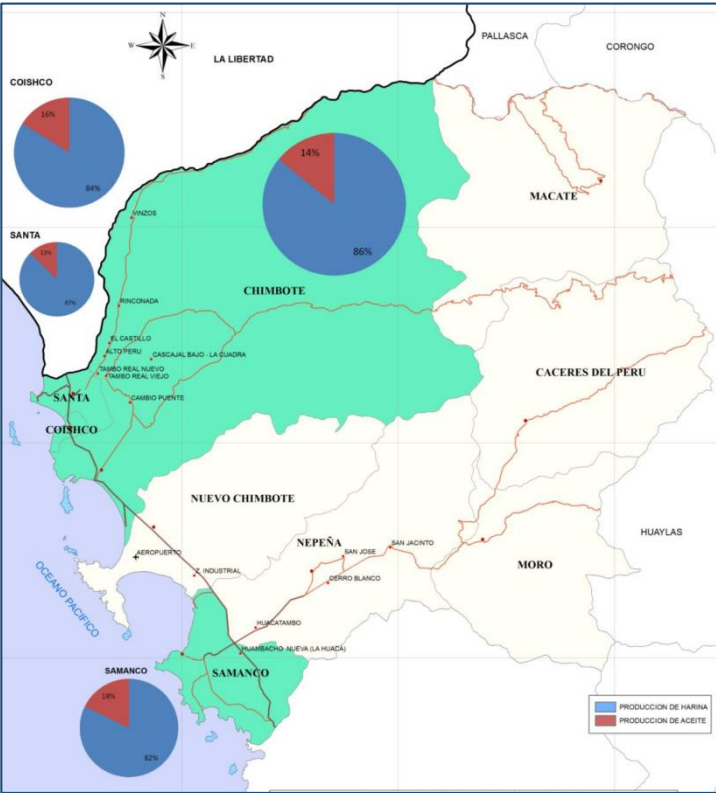 PALLASCA
CORONGO
N
W
E
S
LA LIBERTAD
COISHCO
16%
84%
14%
86%
MACATE
VINZOS
SANTA
13%
87%
CHIMBOTE
RINCONADA
EL CASTILLO
ALTO PERU
CASCAJAL BAJO - LA CUADRA
TAMBO REAL NUEVO
TAMBO REAL VIEJO
CACERES DEL PERU
SANTA
CAMBIO PUENTE
COISHCO
NUEVO CHIMBOTE
HUAYLAS
NEPEÑA
SAN JACINTO
AEROPUERTO
SAN JOSE
MORO
Z. INDUSTRIAL
CERRO BLANCO
OCEANO PACIFICO
HUACATAMBO
HUAMBACHO NUEVA (LA HUACA)
SAMANCO
SAMANCO
18%
82%
PRODUCCION DE HARINA
PRODUCCION DE ACEITE